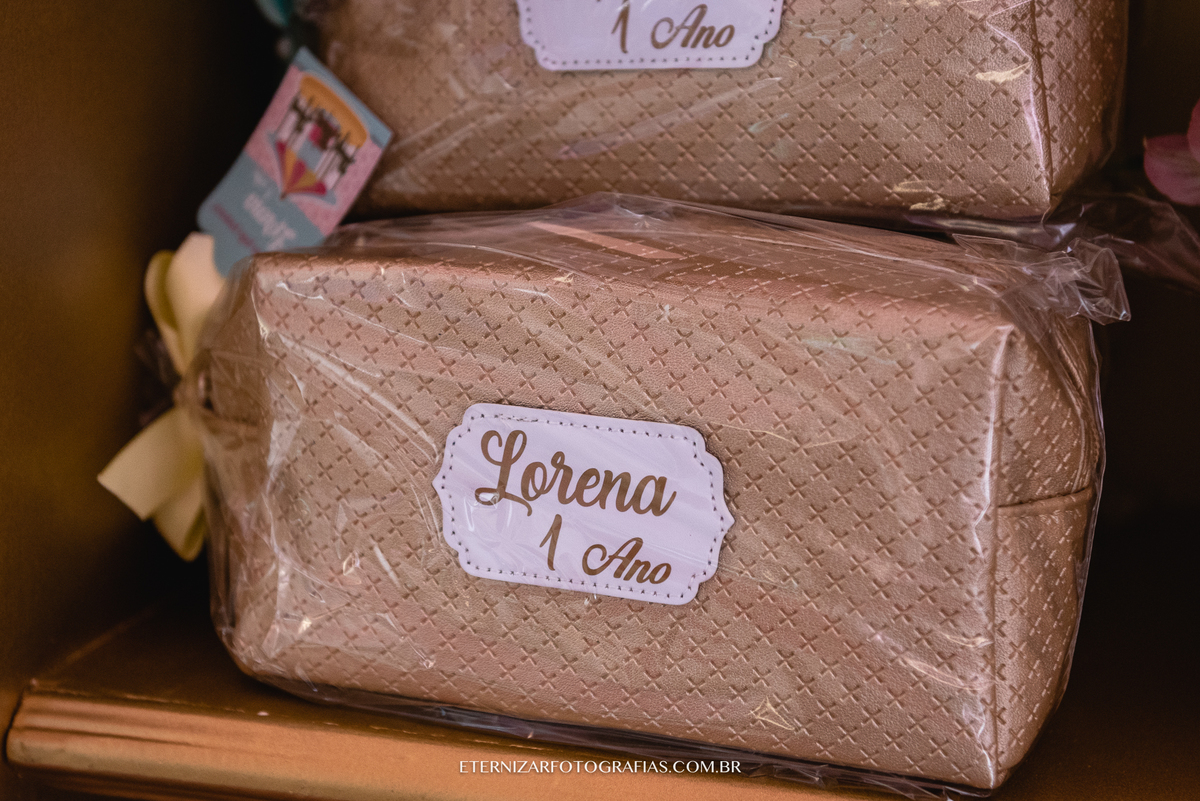 1 Ano
Lorena
1 Ano
ETERNIZARFOTOGRAFIAS.COM.BR